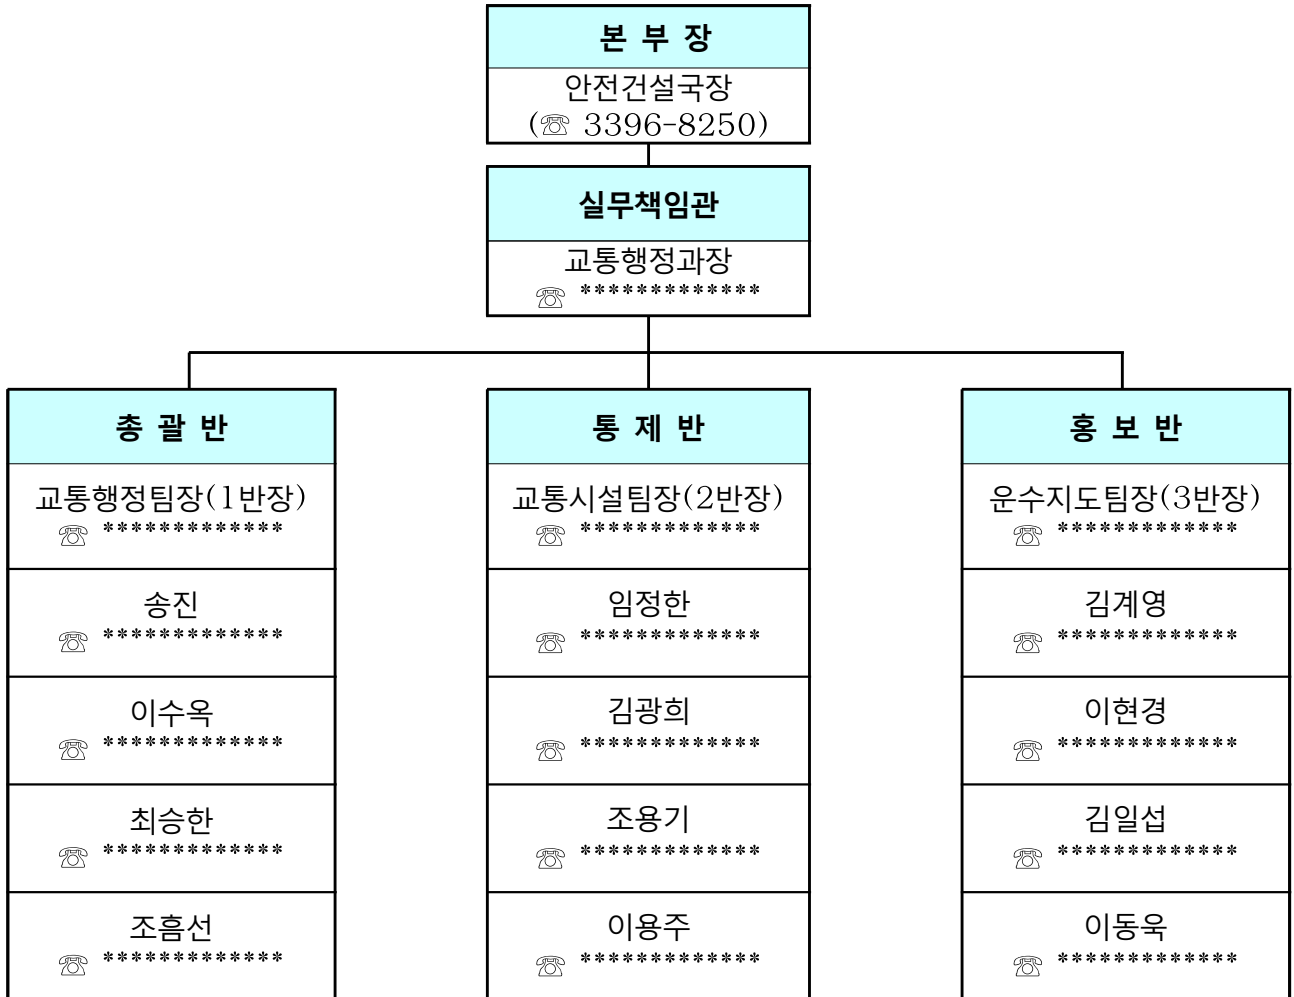 본 부 장
안전건설국장
(☏ 3396-8250)
실무책임관
교통행정과장
☏ *************
총 괄 반
교통행정팀장(1반장)
☏ *************
송진
☏ *************
이수옥
☏ *************
최승한
☏ *************
조흠선
☏ *************
통 제 반
교통시설팀장(2반장)
☏ *************
임정한
☏ *************
김광희
☏ *************
조용기
☏ *************
이용주
☏ *************
홍 보 반
운수지도팀장(3반장)
☏ *************
김계영
☏ *************
이현경
☏ *************
김일섭
☏ *************
이동욱
☏ *************